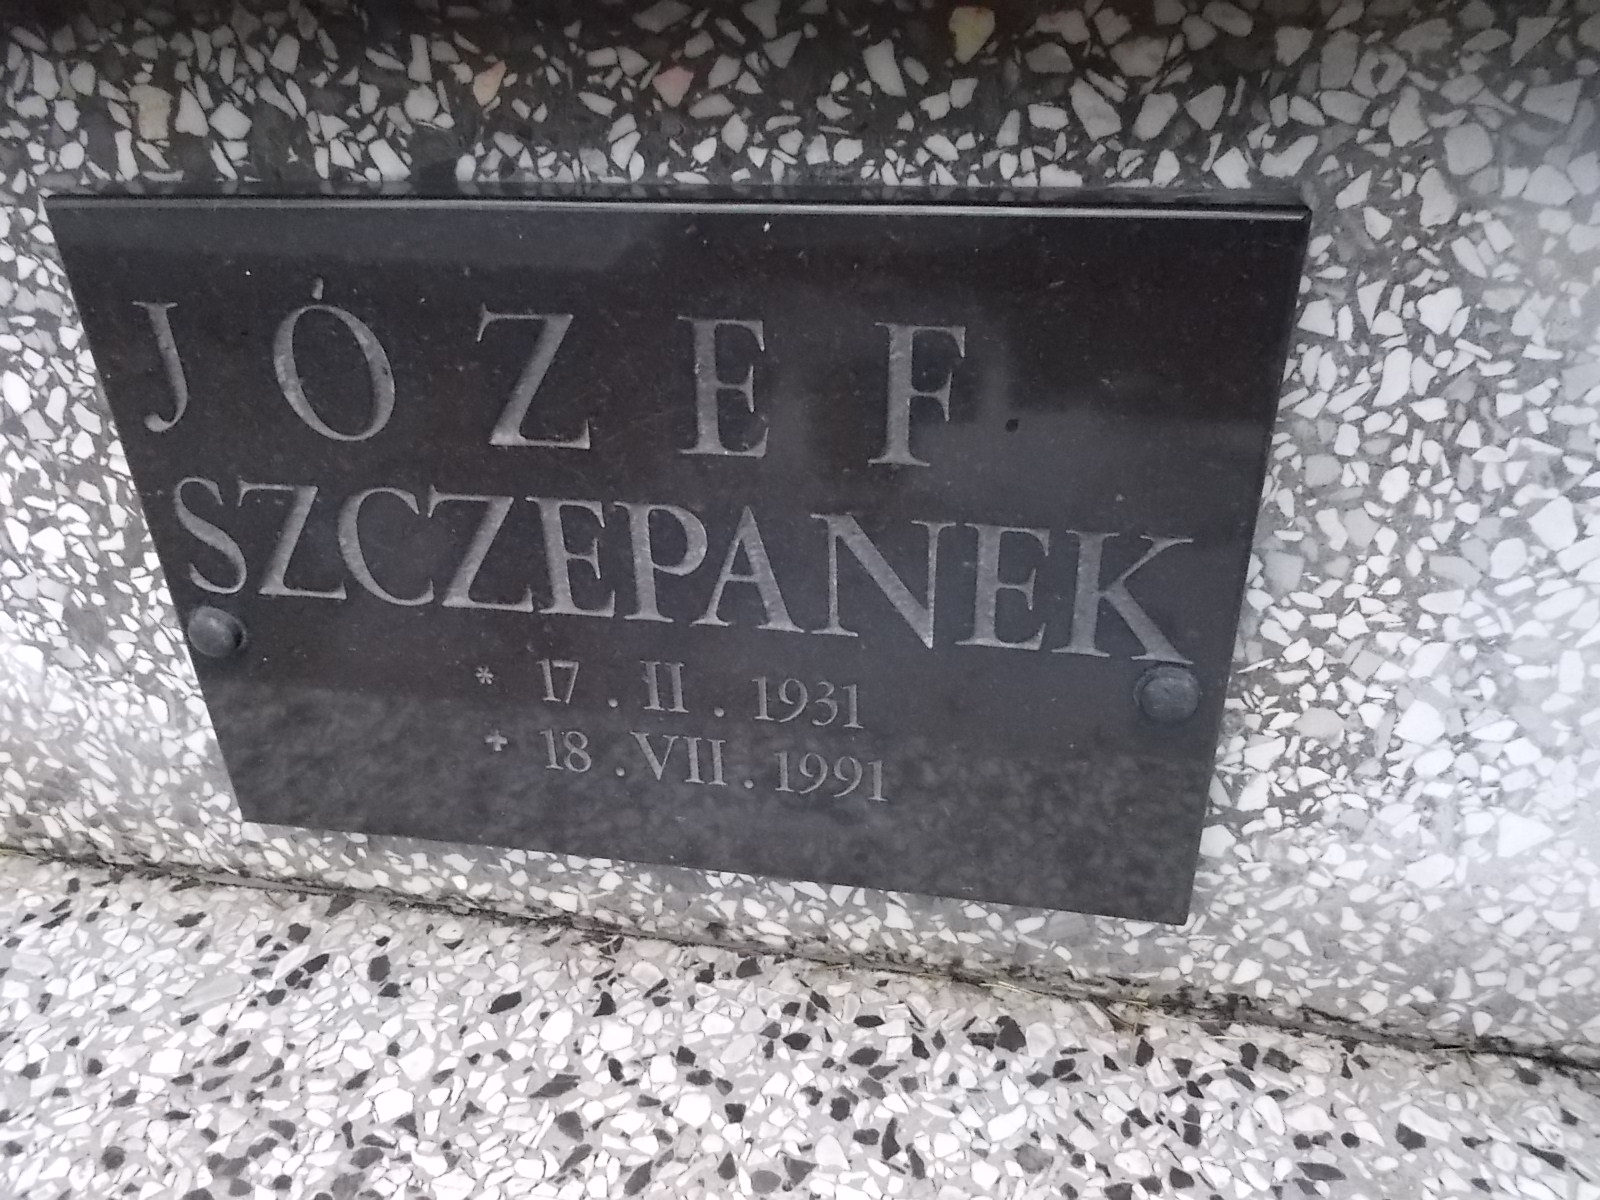 JÓZEF
SZCZEPANEK
* 17 . II . 1931
+ 18 . VII . 1991